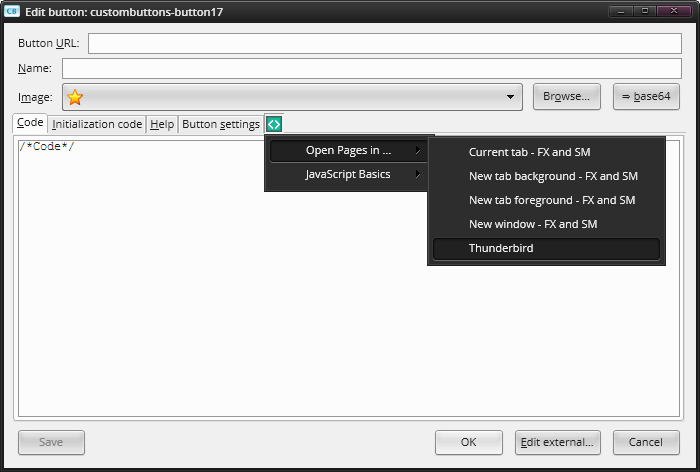 CB Edit button: custombuttons-button17
Button URL:
Name:
Image: Browse... ⇒ base64
Code Initialization code Help Button settings <>
/*Code*/
Open Pages in ...
JavaScript Basics
Current tab - FX and SM
New tab background - FX and SM
New tab foreground - FX and SM
New window - FX and SM
Thunderbird
Save OK Edit external... Cancel